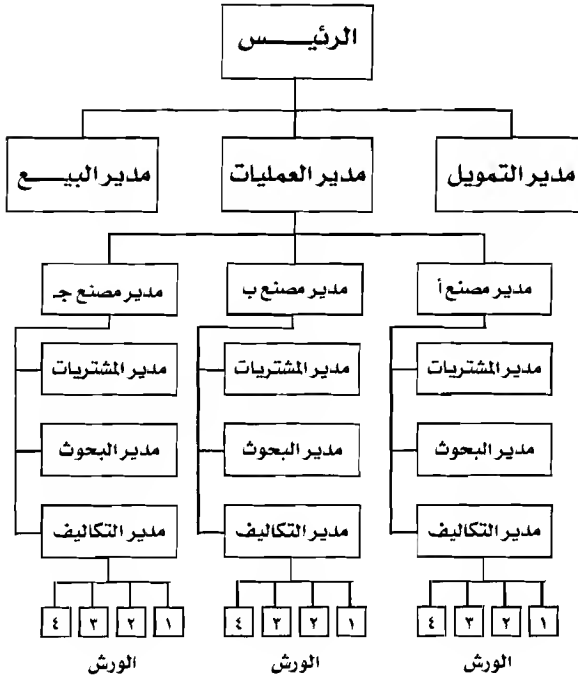 الرئيـــــس
مدير التمويل مدير العمليات مدير البيـــــع
مدير مصنع أ مدير مصنع ب مدير مصنع جـ
مدير المشتريات مدير المشتريات مدير المشتريات
مدير البحوث مدير البحوث مدير البحوث
مدير التكاليف مدير التكاليف مدير التكاليف
١ ٢ ٣ ٤ ١ ٢ ٣ ٤ ١ ٢ ٣ ٤
الورش الورش الورش